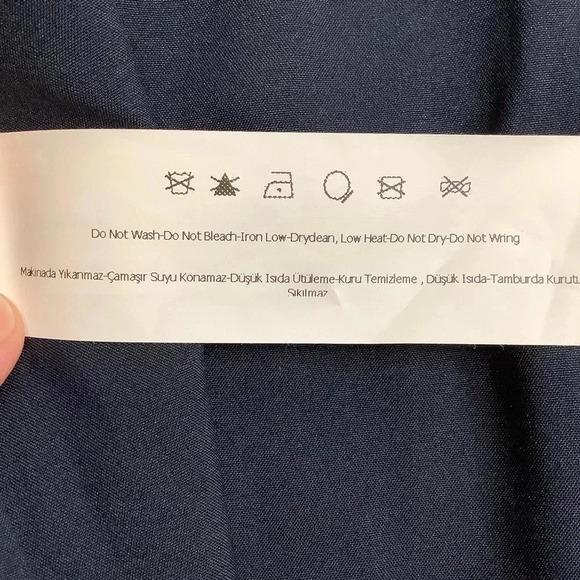 Do Not Wash-Do Not Bleach-Iron Low-Dryclean, Low Heat-Do Not Dry-Do Not Wring
Makinada Yıkanmaz-Çamaşır Suyu Konamaz-Düşük Isıda Ütüleme-Kuru Temizleme , Düşük Isıda-Tamburda Kurutu
Sıkılmaz